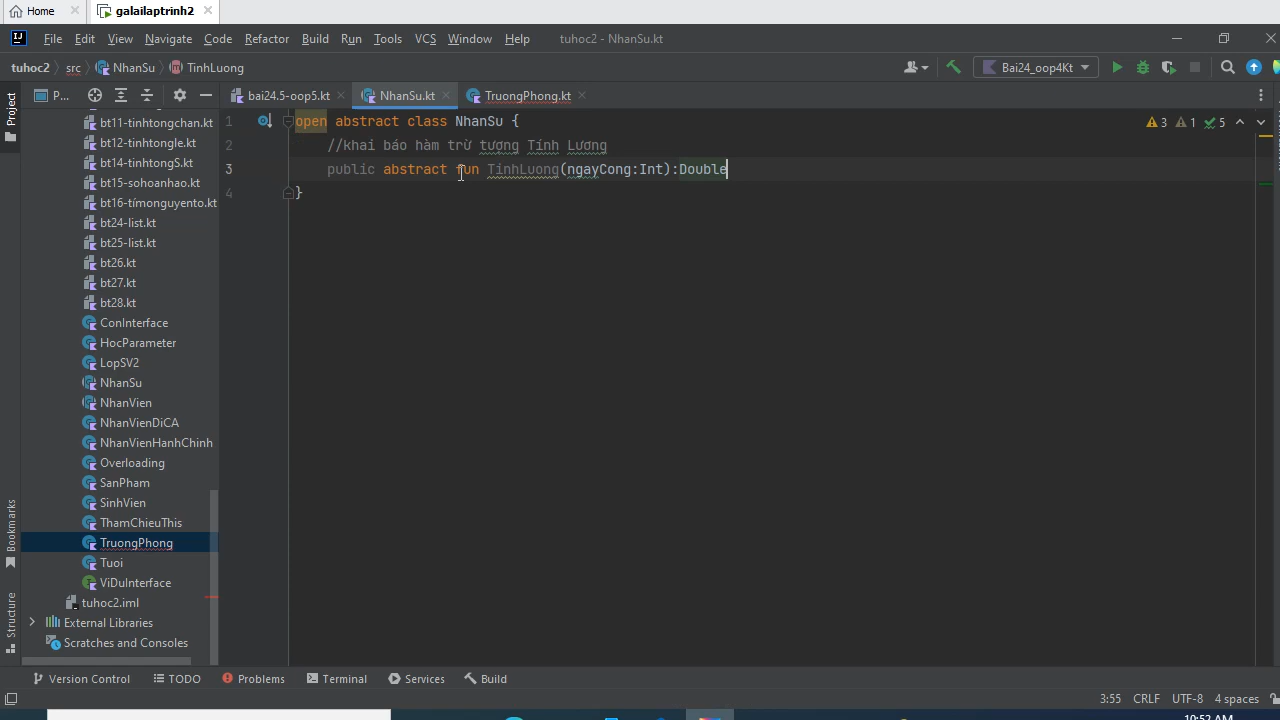 Home galailaptrinh2
File Edit View Navigate Code Refactor Build Run Tools VCS Window Help tuhoc2 - NhanSu.kt
tuhoc2 src NhanSu TinhLuong Bai24_oop4Kt
P... bai24.5-oop5.kt NhanSu.kt TruongPhong.kt
Project
1 open abstract class NhanSu {
2 //khai báo hàm trừ tượng Tính Lương
3 public abstract fun TinhLuong(ngayCong:Int):Double
4 }
3 1 5
bt11-tinhtongchan.kt
bt12-tinhtongle.kt
bt14-tinhtongS.kt
bt15-sohoanhao.kt
bt16-tímonguyento.kt
bt24-list.kt
bt25-list.kt
bt26.kt
bt27.kt
bt28.kt
ConInterface
HocParameter
LopSV2
NhanSu
NhanVien
NhanVienDiCA
NhanVienHanhChinh
Overloading
SanPham
SinhVien
ThamChieuThis
TruongPhong
Tuoi
ViDuInterface
tuhoc2.iml
External Libraries
Scratches and Consoles
Bookmarks
Structure
Version Control TODO Problems Terminal Services Build
3:55 CRLF UTF-8 4 spaces
10:52 AM